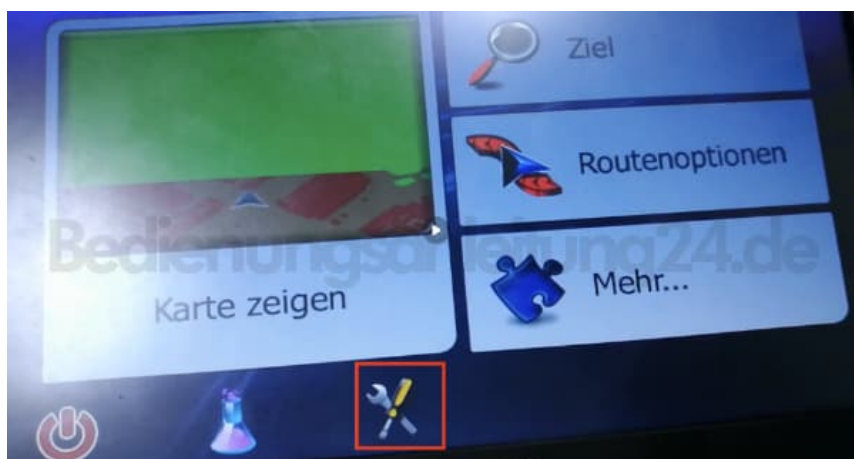 Ziel
Routenoptionen
Bedienungsanleitung24.de
Mehr...
Karte zeigen